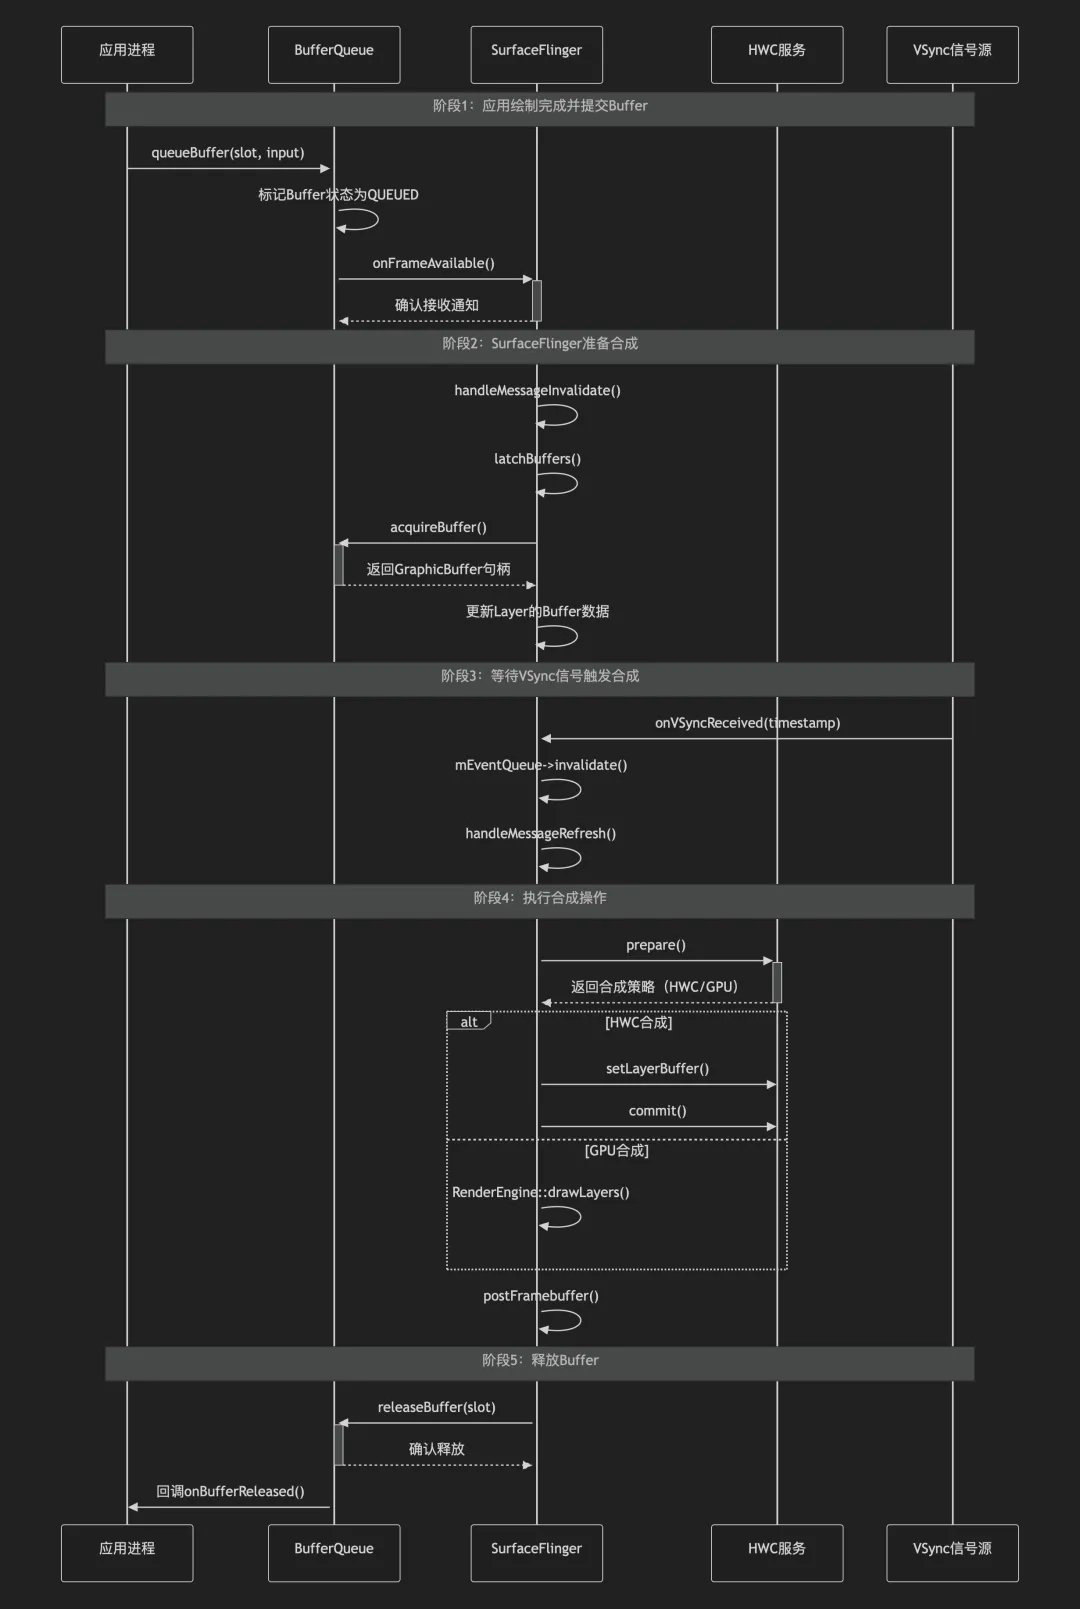 应用进程
BufferQueue
SurfaceFlinger
HWC服务
VSync信号源
阶段1：应用绘制完成并提交Buffer
queueBuffer(slot, input)
标记Buffer状态为QUEUED
onFrameAvailable()
确认接收通知
阶段2：SurfaceFlinger准备合成
handleMessageInvalidate()
latchBuffers()
acquireBuffer()
返回GraphicBuffer句柄
更新Layer的Buffer数据
阶段3：等待VSync信号触发合成
onVSyncReceived(timestamp)
mEventQueue->invalidate()
handleMessageRefresh()
阶段4：执行合成操作
prepare()
返回合成策略（HWC/GPU）
alt
[HWC合成]
setLayerBuffer()
commit()
[GPU合成]
RenderEngine::drawLayers()
postFramebuffer()
阶段5：释放Buffer
releaseBuffer(slot)
确认释放
回调onBufferReleased()
应用进程
BufferQueue
SurfaceFlinger
HWC服务
VSync信号源